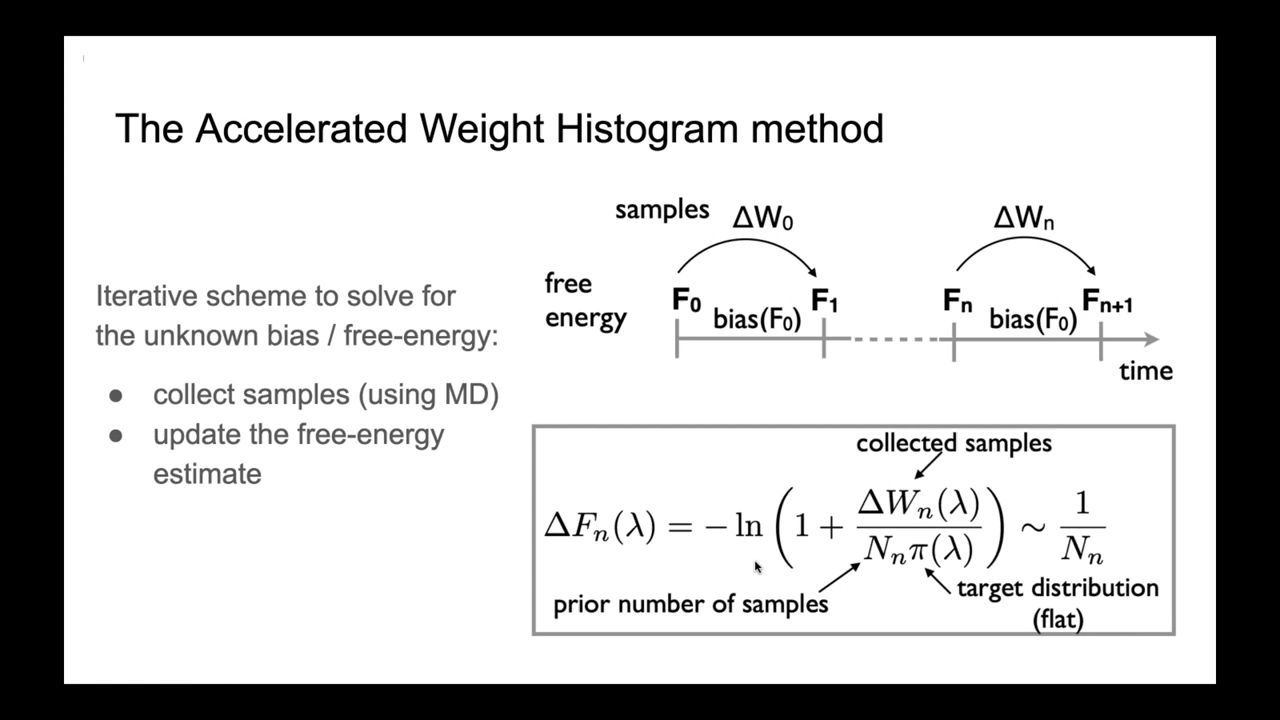 The Accelerated Weight Histogram method
Iterative scheme to solve for
the unknown bias / free-energy:
● collect samples (using MD)
● update the free-energy
estimate
samples ΔW₀ ΔWₙ
free
energy
F₀ F₁ Fₙ Fₙ₊₁
bias(F₀) bias(F₀)
time
collected samples
ΔFₙ(λ) = − ln (1 + ΔWₙ(λ) / Nₙπ(λ)) ∼ 1 / Nₙ
prior number of samples
target distribution
(flat)